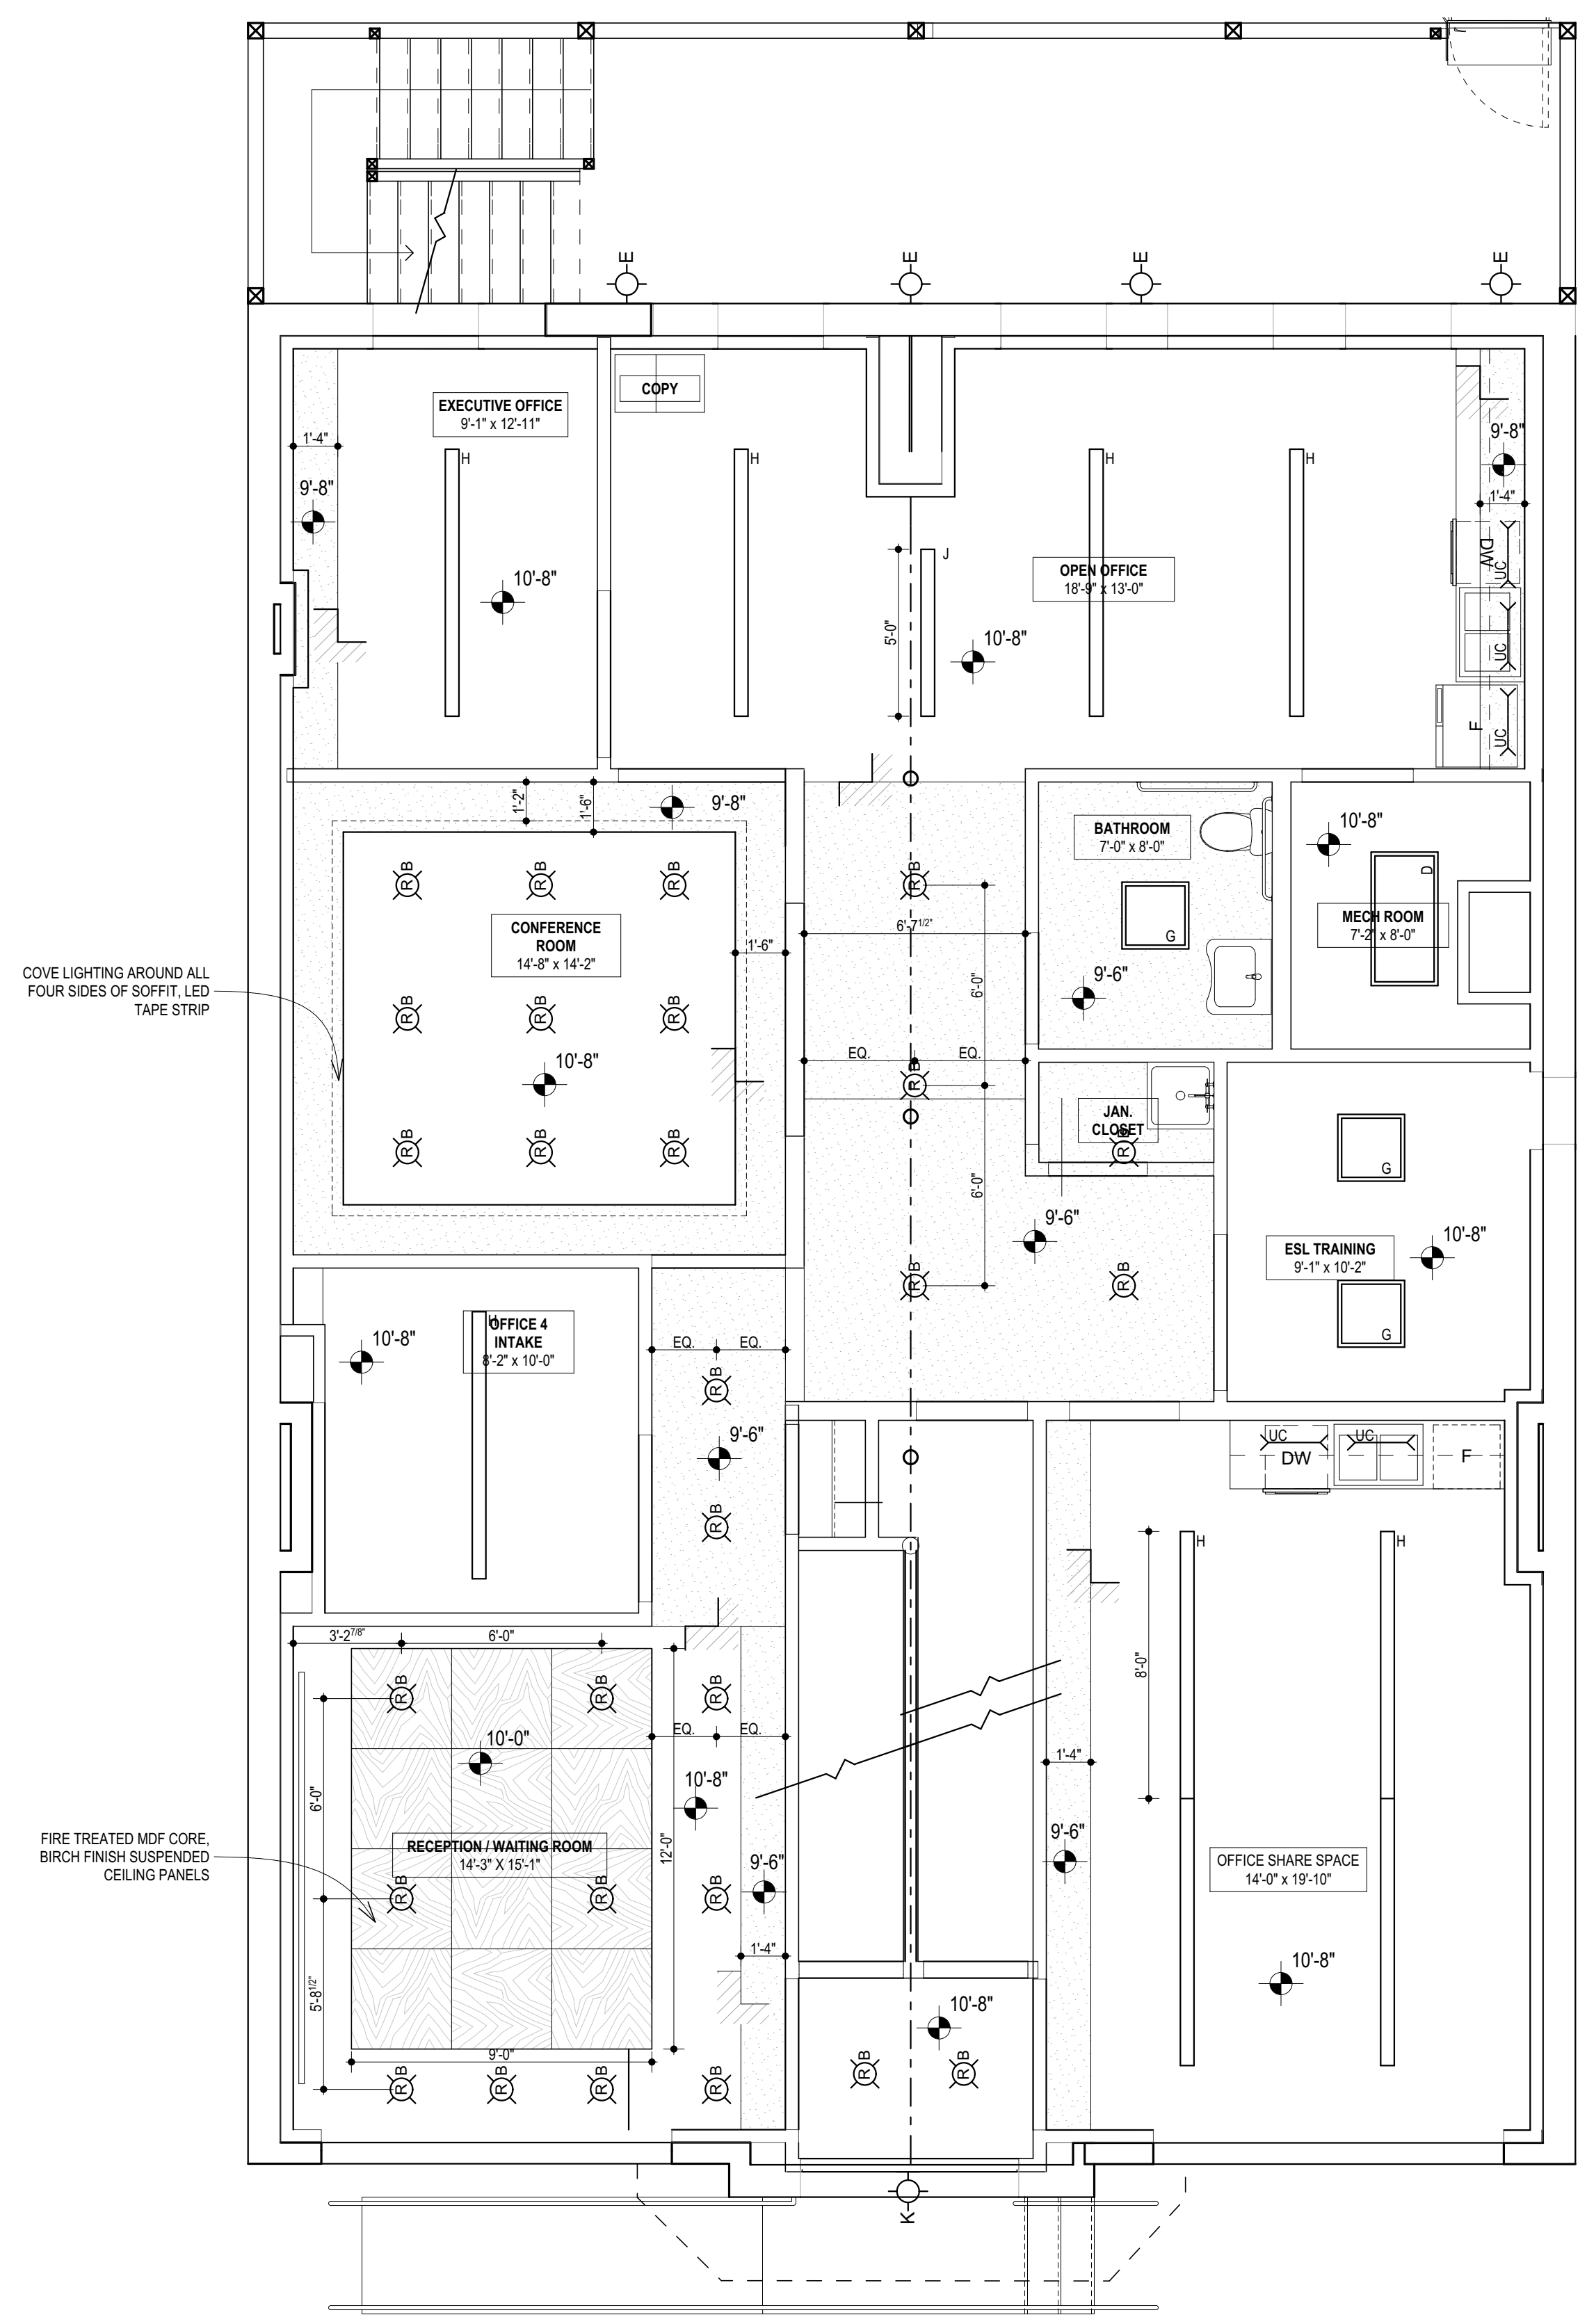 E
E
E
E
EXECUTIVE OFFICE
9'-1" x 12'-11"
COPY
1'-4"
9'-8"
H
H
H
H
9'-8"
1'-4"
DW
UC
UC
UC
F
10'-8"
J
5'-0"
OPEN OFFICE
18'-9" x 13'-0"
10'-8"
1'-2"
1'-6"
9'-8"
R B
R B
R B
CONFERENCE
ROOM
14'-8" x 14'-2"
1'-6"
R B
R B
R B
10'-8"
R B
R B
R B
COVE LIGHTING AROUND ALL
FOUR SIDES OF SOFFIT, LED
TAPE STRIP
R B
6'-7 1/2"
6'-0"
EQ.
EQ.
R B
6'-0"
R B
R B
9'-6"
BATHROOM
7'-0" x 8'-0"
G
9'-6"
10'-8"
D
MECH ROOM
7'-2" x 8'-0"
JAN.
CLOSET
R B
G
ESL TRAINING
9'-1" x 10'-2"
10'-8"
G
10'-8"
H
OFFICE 4
INTAKE
8'-2" x 10'-0"
EQ.
EQ.
R B
9'-6"
R B
UC
DW
UC
F
H
H
8'-0"
3'-2 7/8"
6'-0"
R B
R B
R B
10'-0"
EQ.
EQ.
6'-0"
10'-8"
12'-0"
RECEPTION / WAITING ROOM
14'-3" X 15'-1"
FIRE TREATED MDF CORE,
BIRCH FINISH SUSPENDED
CEILING PANELS
R B
R B
R B
9'-6"
1'-4"
5'-8 1/2"
9'-0"
R B
R B
R B
R B
1'-4"
9'-6"
OFFICE SHARE SPACE
14'-0" x 19'-10"
10'-8"
10'-8"
R B
R B
K